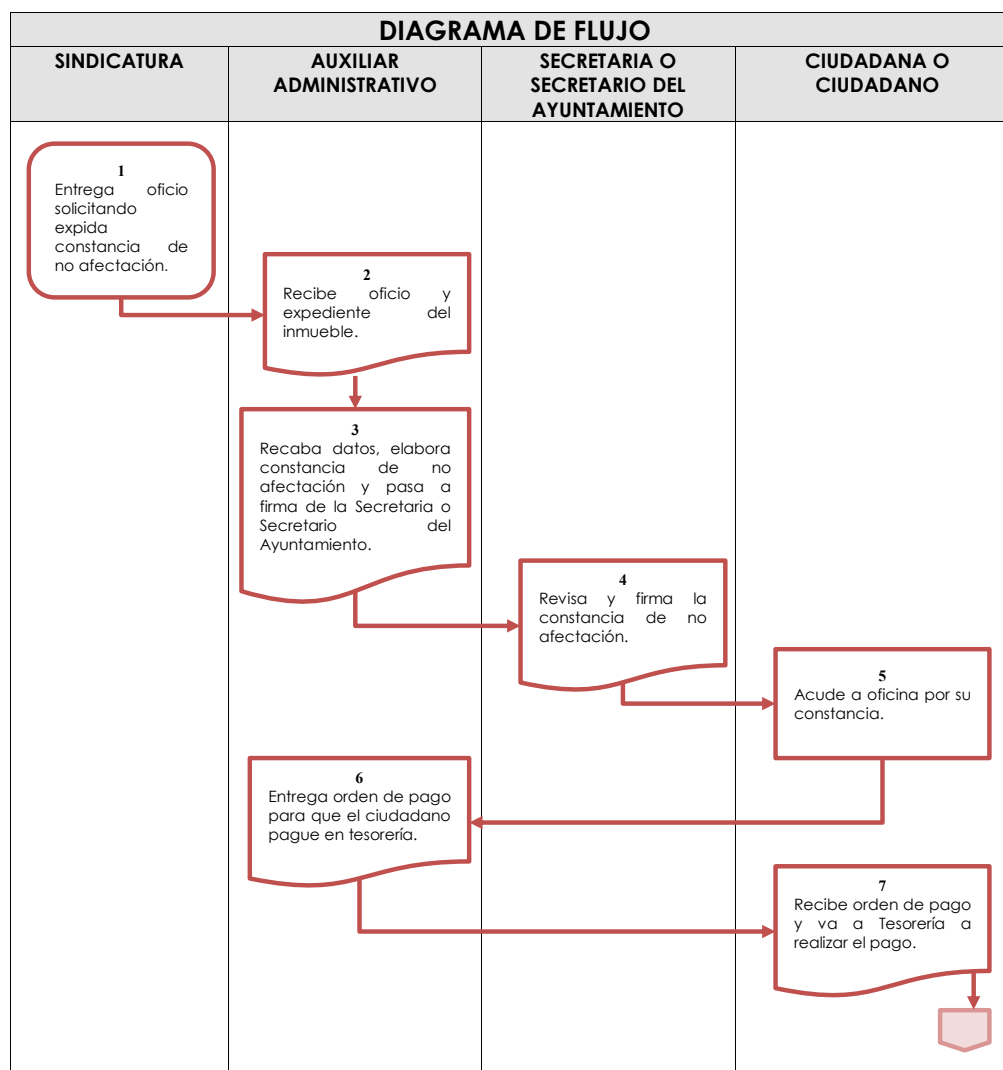 DIAGRAMA DE FLUJO
SINDICATURA
AUXILIAR
ADMINISTRATIVO
SECRETARIA O
SECRETARIO DEL
AYUNTAMIENTO
CIUDADANA O
CIUDADANO
1
Entrega oficio
solicitando
expida
constancia de
no afectación.
2
Recibe oficio y
expediente del
inmueble.
3
Recaba datos, elabora
constancia de no
afectación y pasa a
firma de la Secretaria o
Secretario del
Ayuntamiento.
4
Revisa y firma la
constancia de no
afectación.
5
Acude a oficina por su
constancia.
6
Entrega orden de pago
para que el ciudadano
pague en tesorería.
7
Recibe orden de pago
y va a Tesorería a
realizar el pago.